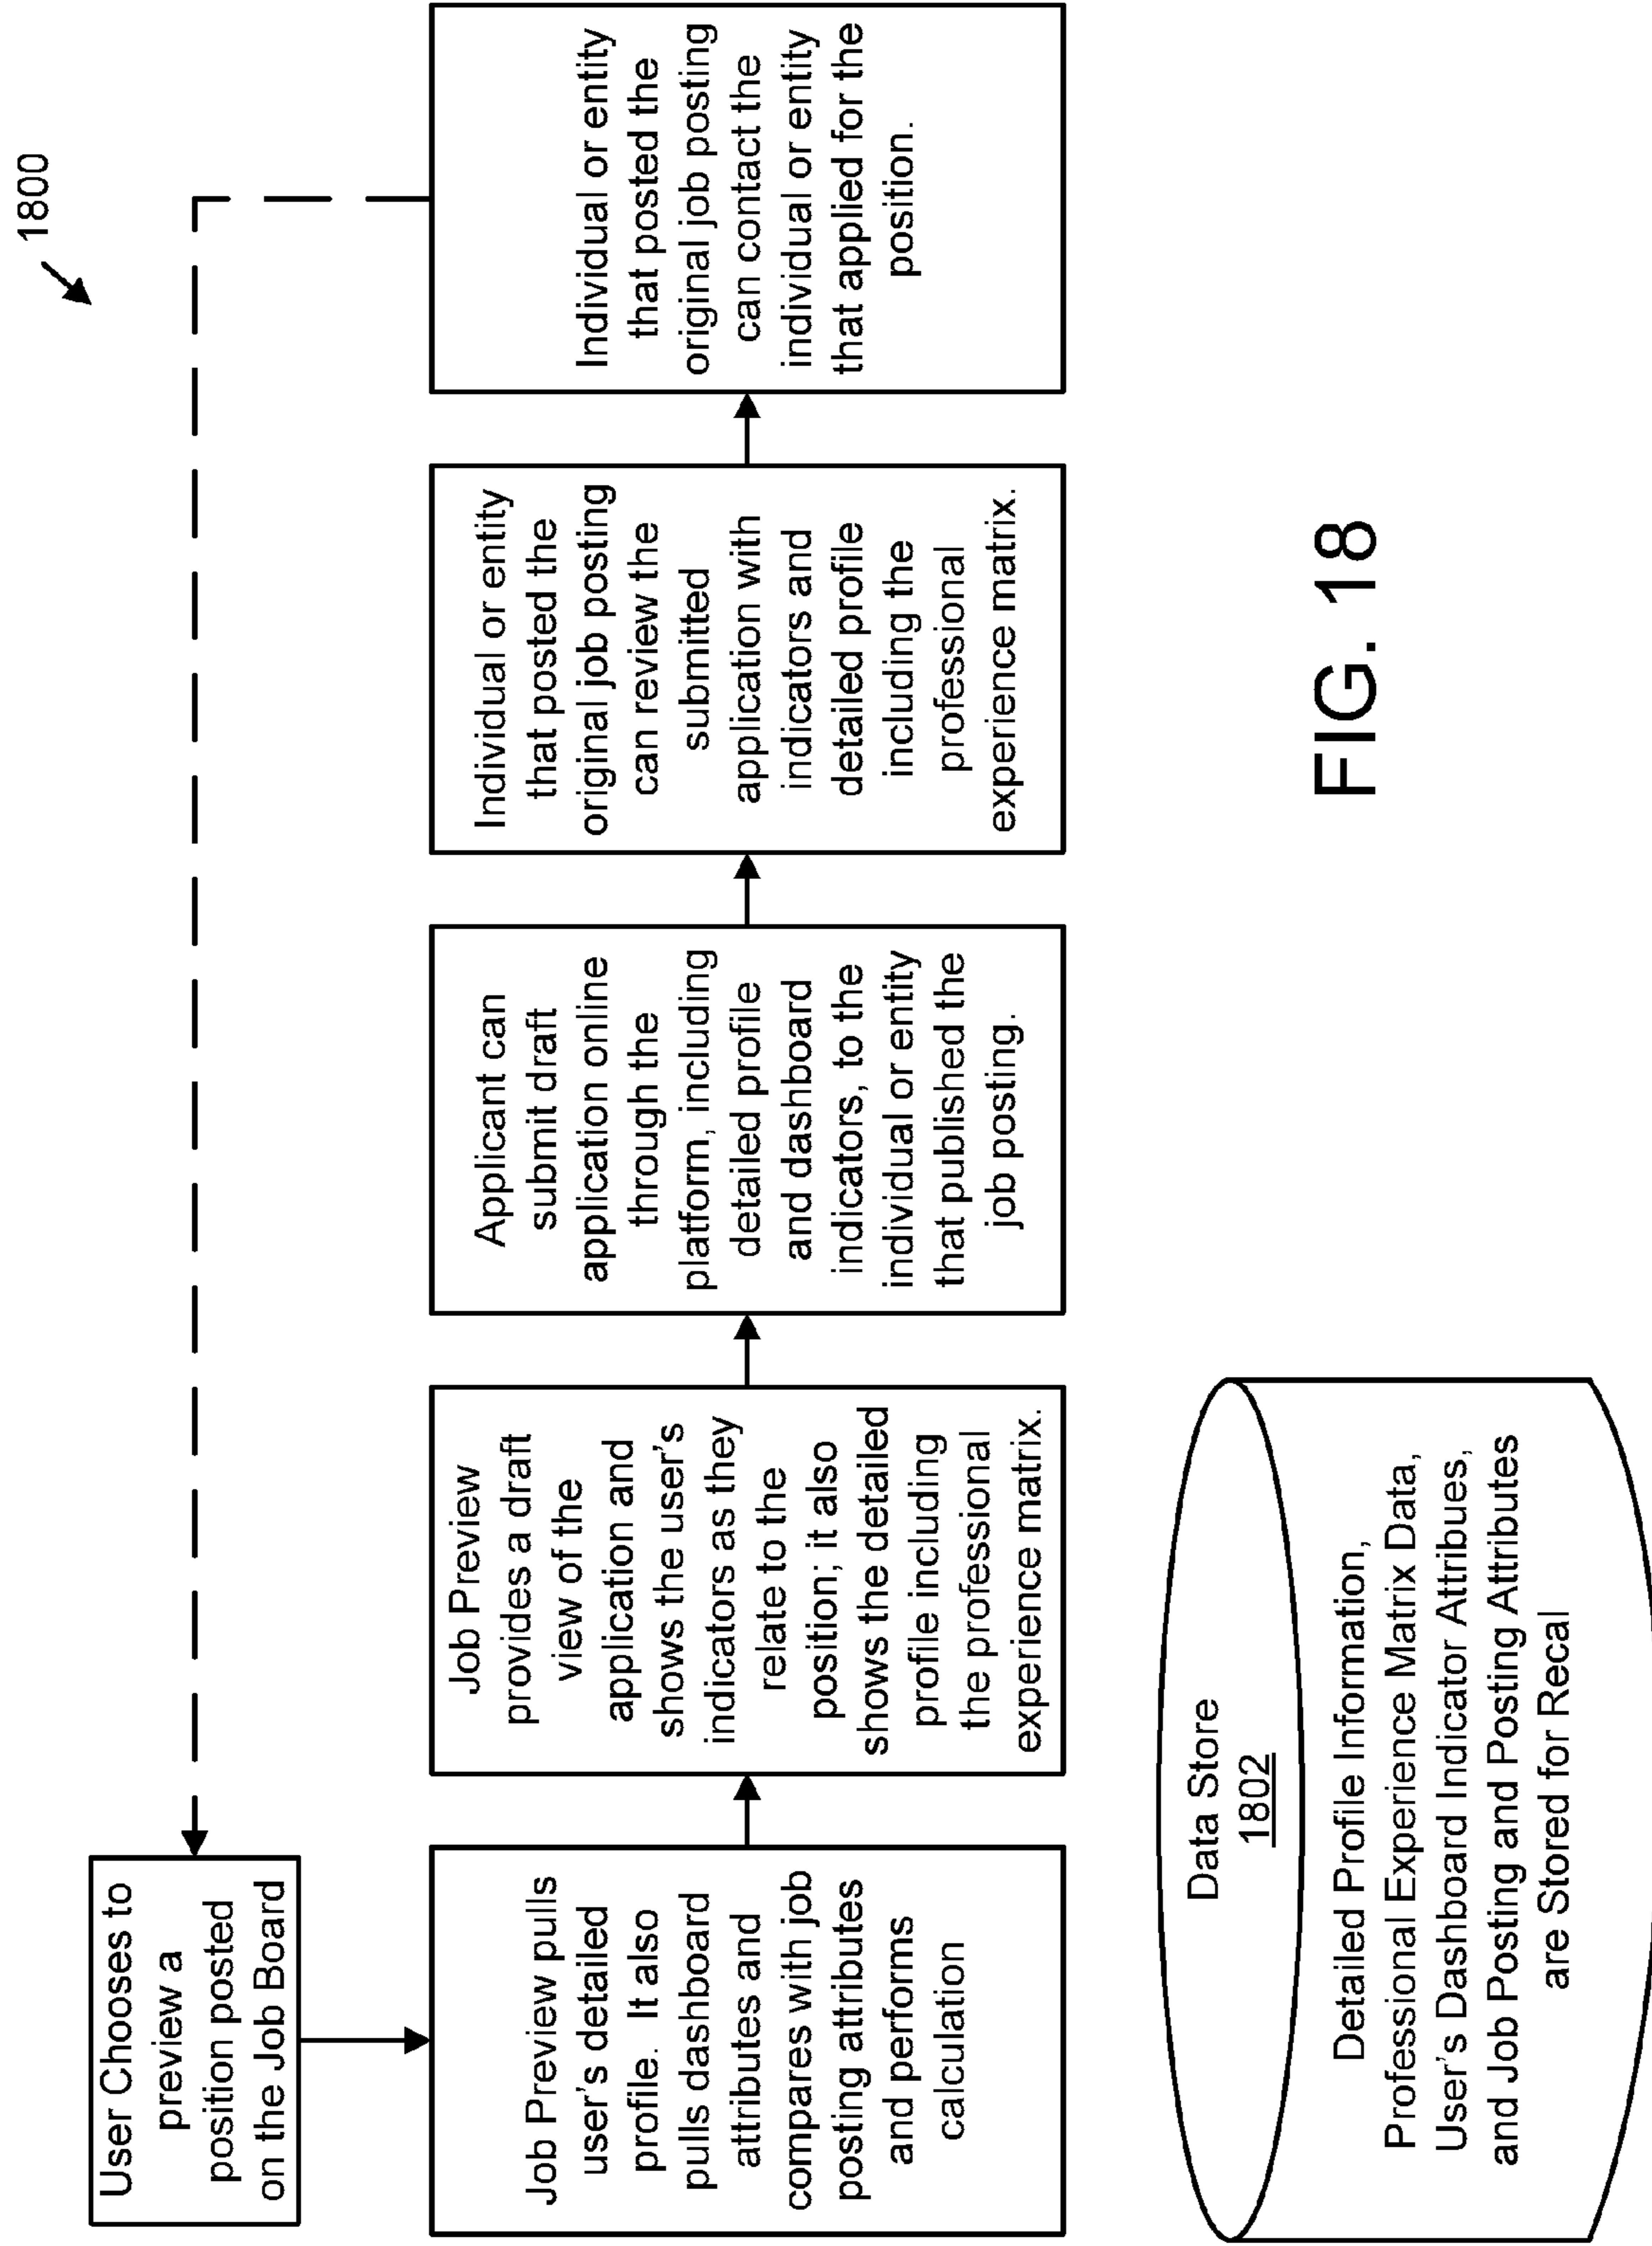 1800
User Chooses to
preview a
position posted
on the Job Board
Job Preview pulls
user's detailed
profile. It also
pulls dashboard
attributes and
compares with job
posting attributes
and performs
calculation
Job Preview
provides a draft
view of the
application and
shows the user's
indicators as they
relate to the
position; it also
shows the detailed
profile including
the professional
experience matrix.
Applicant can
submit draft
application online
through the
platform, including
detailed profile
and dashboard
indicators, to the
individual or entity
that published the
job posting.
Individual or entity
that posted the
original job posting
can review the
submitted
application with
indicators and
detailed profile
including the
professional
experience matrix.
Individual or entity
that posted the
original job posting
can contact the
individual or entity
that applied for the
position.
Data Store
1802
Detailed Profile Information,
Professional Experience Matrix Data,
User's Dashboard Indicator Attribues,
and Job Posting and Posting Attributes
are Stored for Recal
FIG. 18